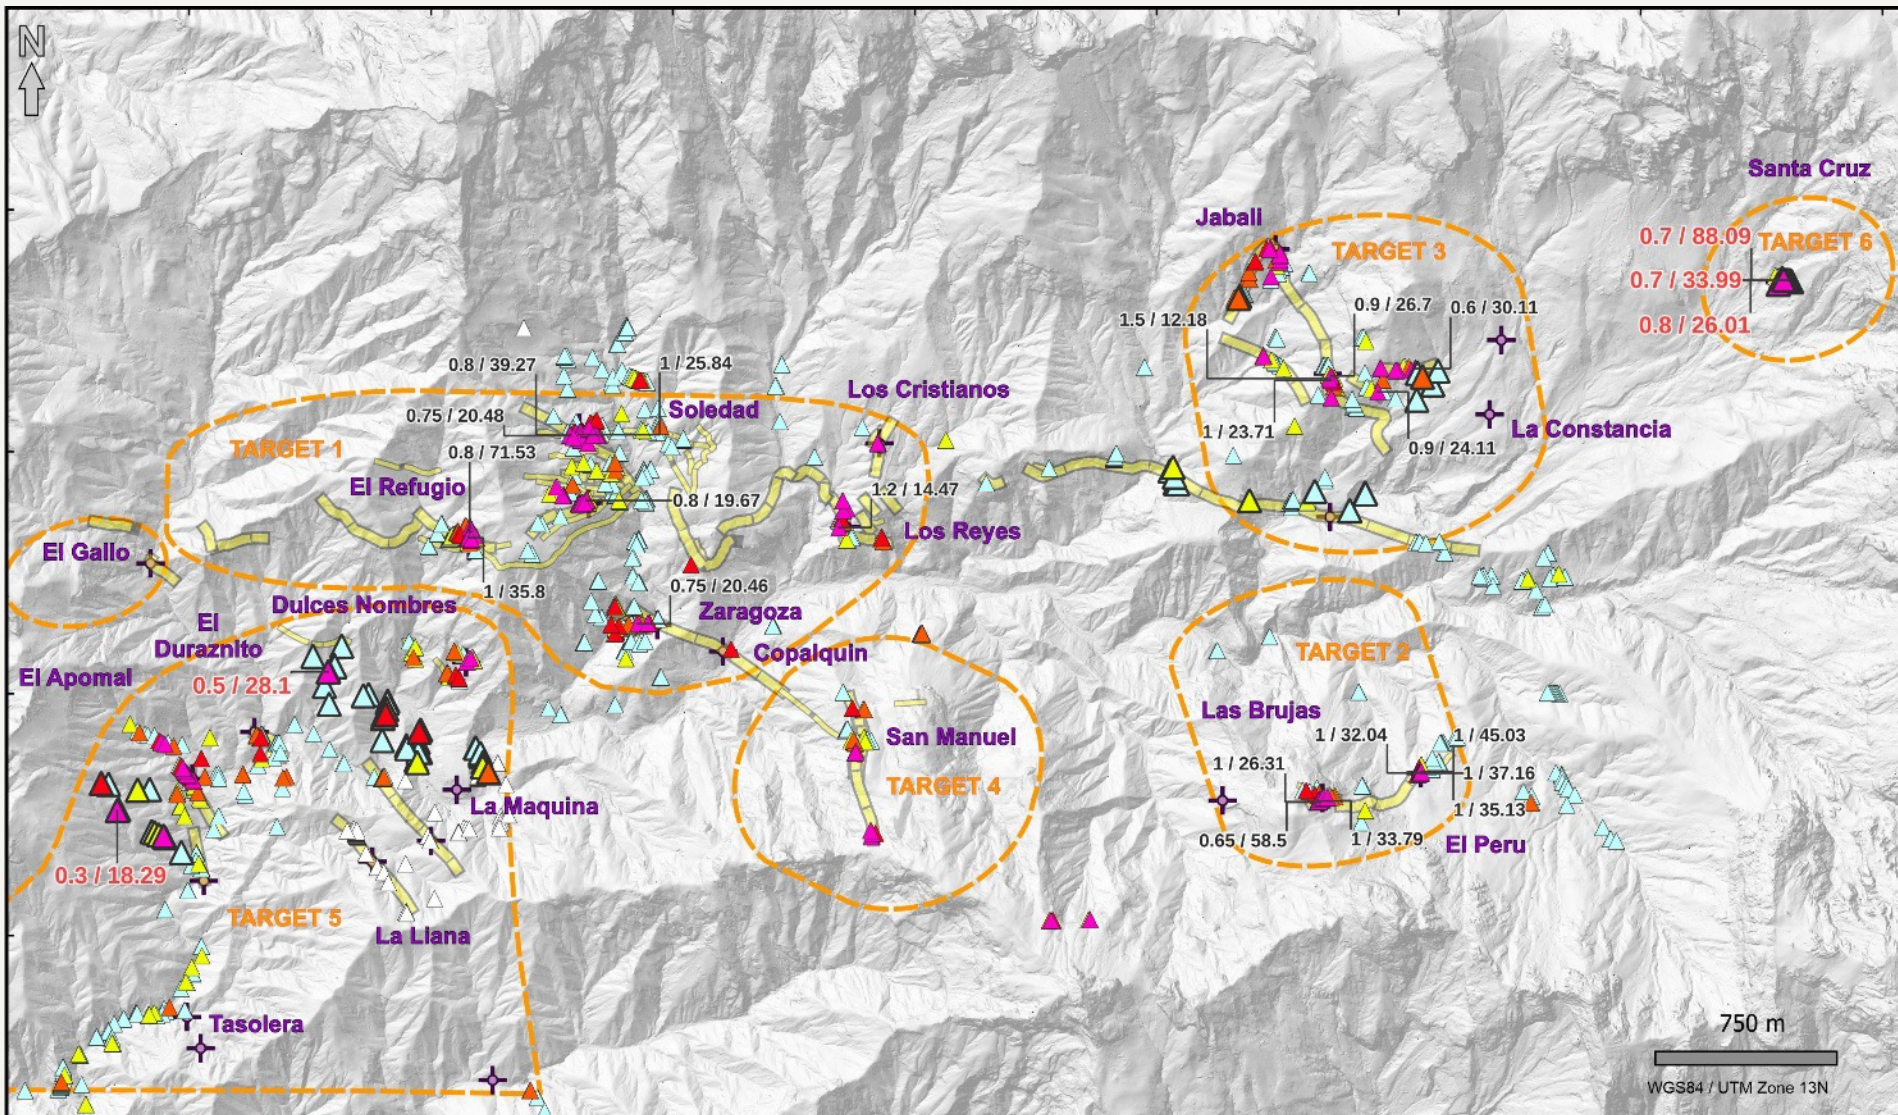 N
Santa Cruz
Jabali
0.7 / 88.09
TARGET 6
TARGET 3
0.7 / 33.99
0.9 / 26.7
0.6 / 30.11
1.5 / 12.18
0.8 / 26.01
0.8 / 39.27
1 / 25.84
Los Cristianos
0.75 / 20.48
Soledad
La Constancia
1 / 23.71
TARGET 1
0.8 / 71.53
0.9 / 24.11
El Refugio
0.8 / 19.67
1.2 / 14.47
Los Reyes
El Gallo
1 / 35.8
0.75 / 20.46
Dulces Nombres
Zaragoza
El
Duraznito
Copalquin
TARGET 2
El Apomal
0.5 / 28.1
Las Brujas
San Manuel
1 / 32.04
1 / 45.03
1 / 26.31
1 / 37.16
TARGET 4
La Maquina
1 / 35.13
0.65 / 58.5
1 / 33.79
El Peru
0.3 / 18.29
TARGET 5
La Liana
Tasolera
750 m
WGS84 / UTM Zone 13N